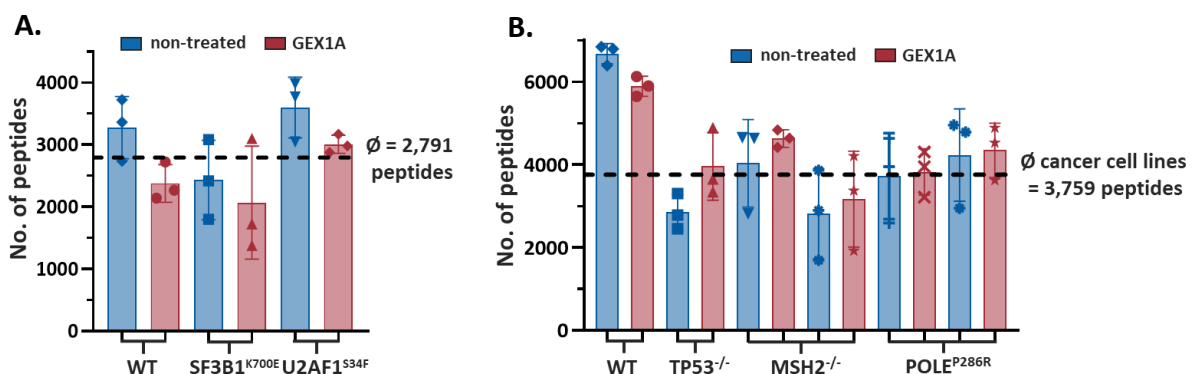 A.
non-treated GEX1A
No. of peptides
4000
3000
2000
1000
0
Ø = 2,791
peptides
WT SF3B1K700E U2AF1S34F
B.
non-treated GEX1A
No. of peptides
6000
4000
2000
0
Ø cancer cell lines
= 3,759 peptides
WT TP53-/- MSH2-/- POLEP286R